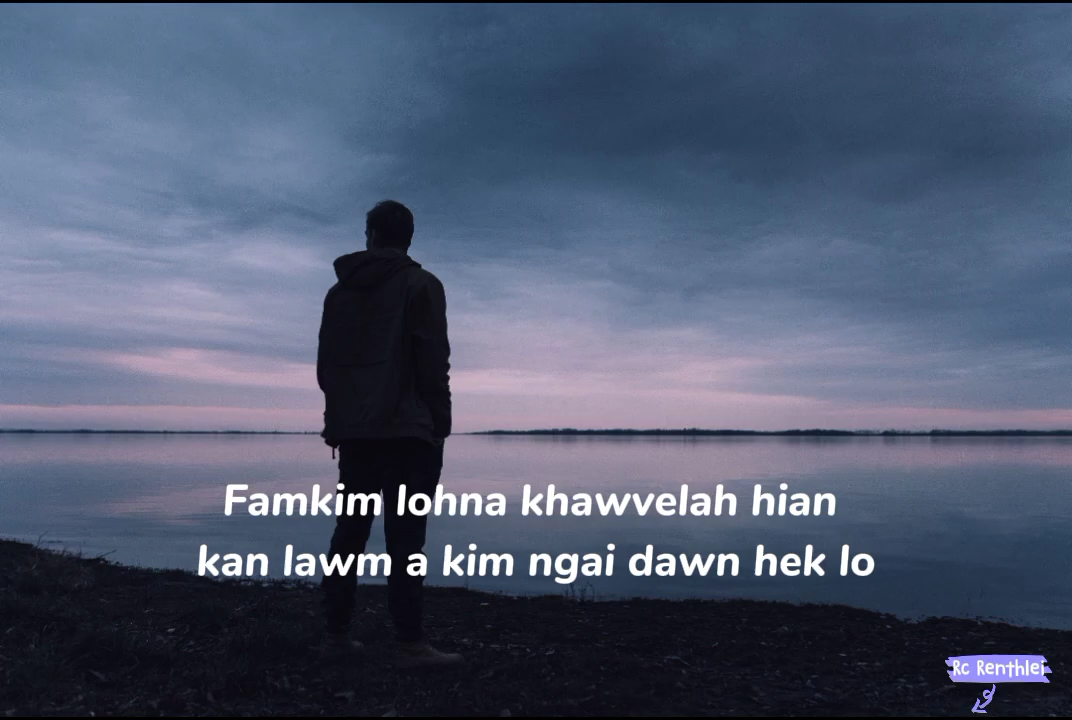 Famkim lohna khawvelah hian
kan lawm a kim ngai dawn hek lo
Rc Renthlei